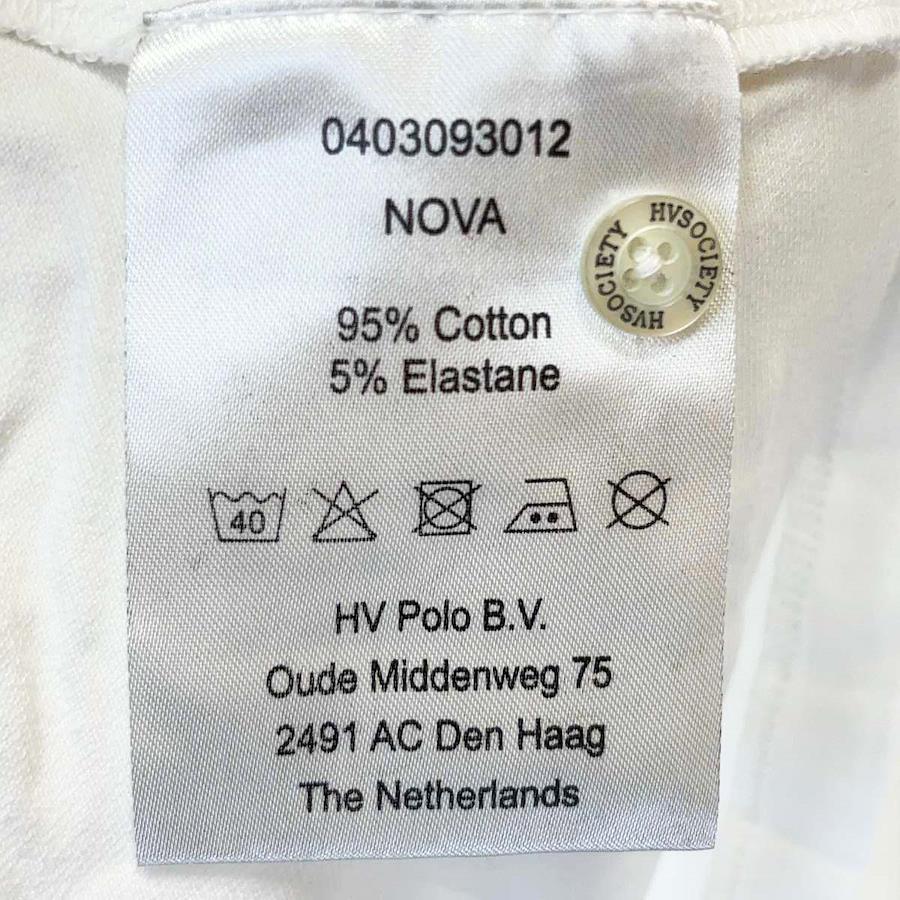 0403093012
NOVA
HVSOCIETY HVSOCIETY
95% Cotton
5% Elastane
40
HV Polo B.V.
Oude Middenweg 75
2491 AC Den Haag
The Netherlands